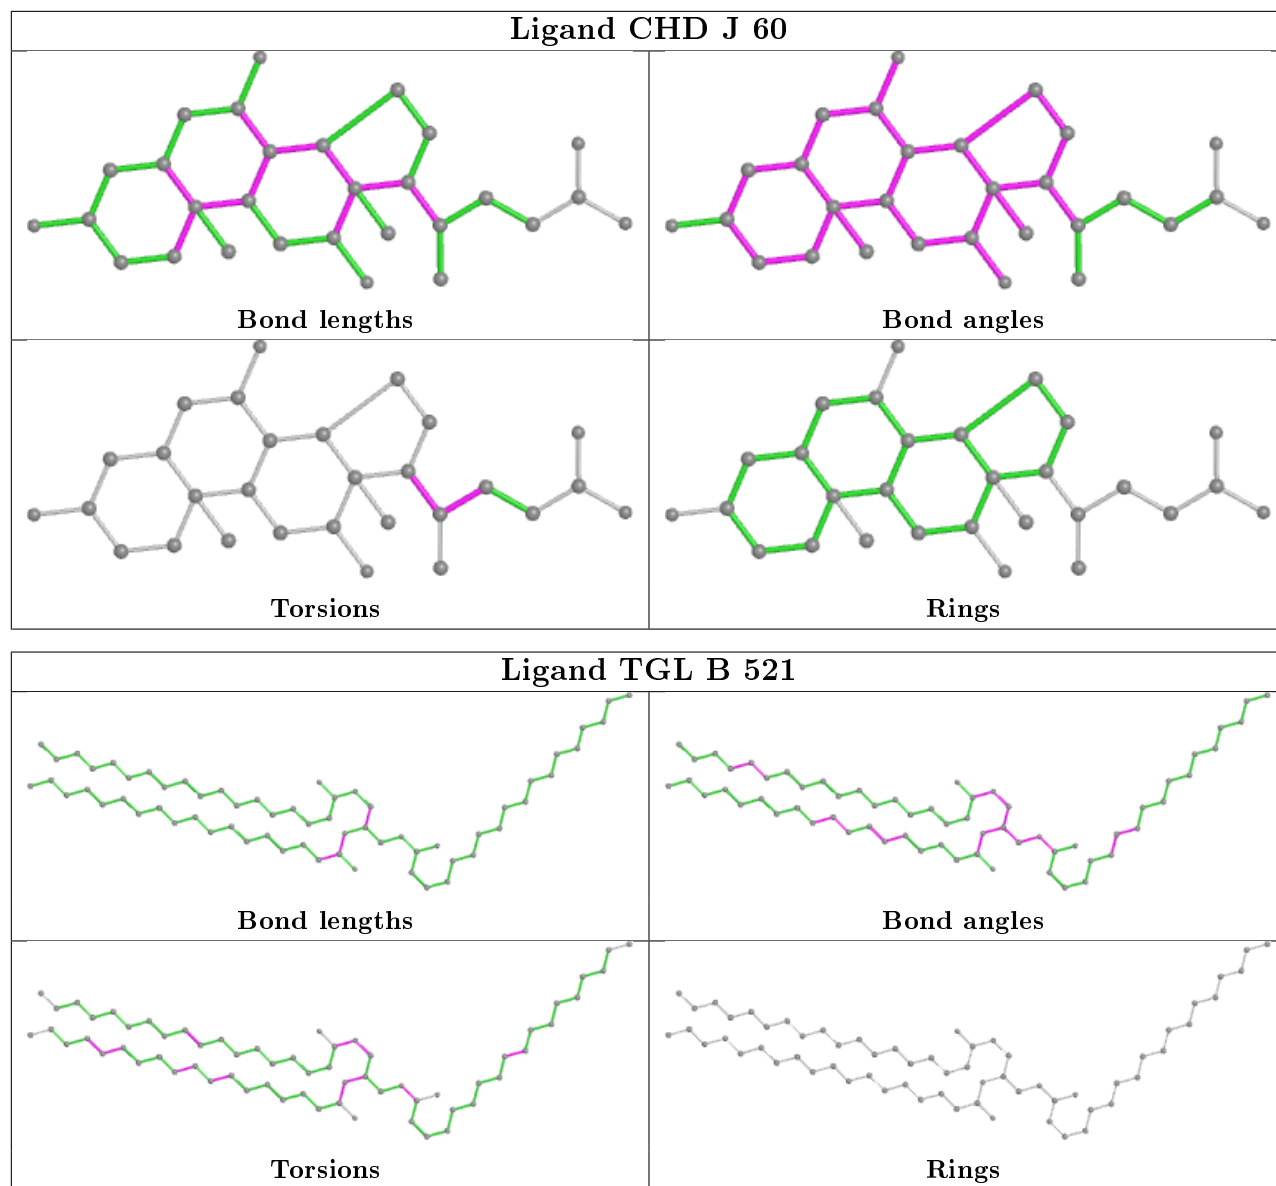 Ligand CHD J 60
Bond lengths
Bond angles
Torsions
Rings
Ligand TGL B 521
Bond lengths
Bond angles
Torsions
Rings